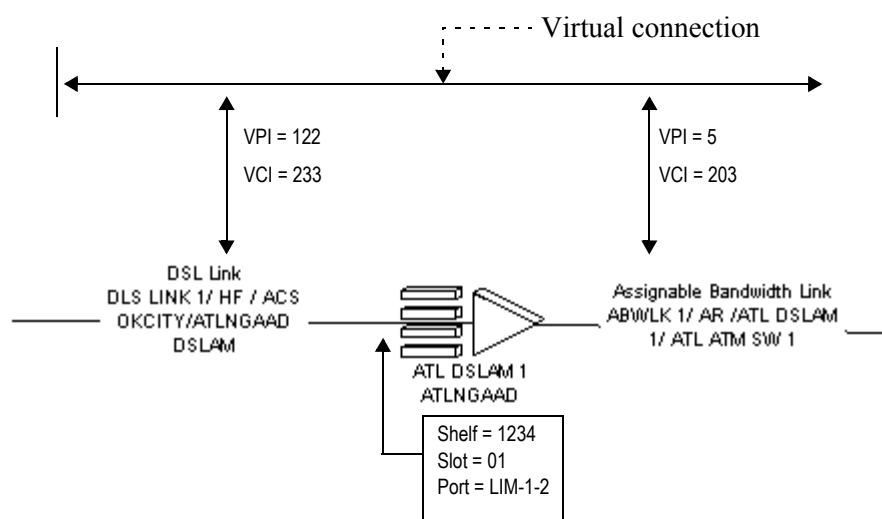 Virtual connection
VPI = 122
VCI = 233
VPI = 5
VCI = 203
DSL Link
DLS LINK 1/ HF / ACS
OKCITY/ATLNGAAD
DSLAM
ATL DSLAM 1
ATLNGAAD
Assignable Bandwidth Link
ABWLK 1/ AR /ATL DSLAM
1/ ATL ATM SW 1
Shelf = 1234
Slot = 01
Port = LIM-1-2